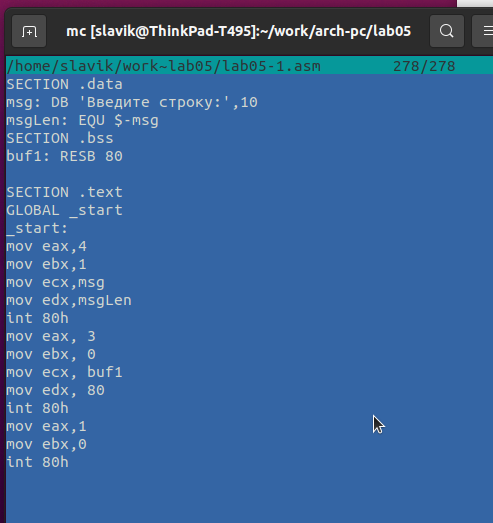 mc [slavik@ThinkPad-T495]:~/work/arch-pc/lab05
/home/slavik/work~lab05/lab05-1.asm 278/278
SECTION .data
msg: DB 'Введите строку:',10
msgLen: EQU $-msg
SECTION .bss
buf1: RESB 80
SECTION .text
GLOBAL _start
_start:
mov eax,4
mov ebx,1
mov ecx,msg
mov edx,msgLen
int 80h
mov eax, 3
mov ebx, 0
mov ecx, buf1
mov edx, 80
int 80h
mov eax,1
mov ebx,0
int 80h